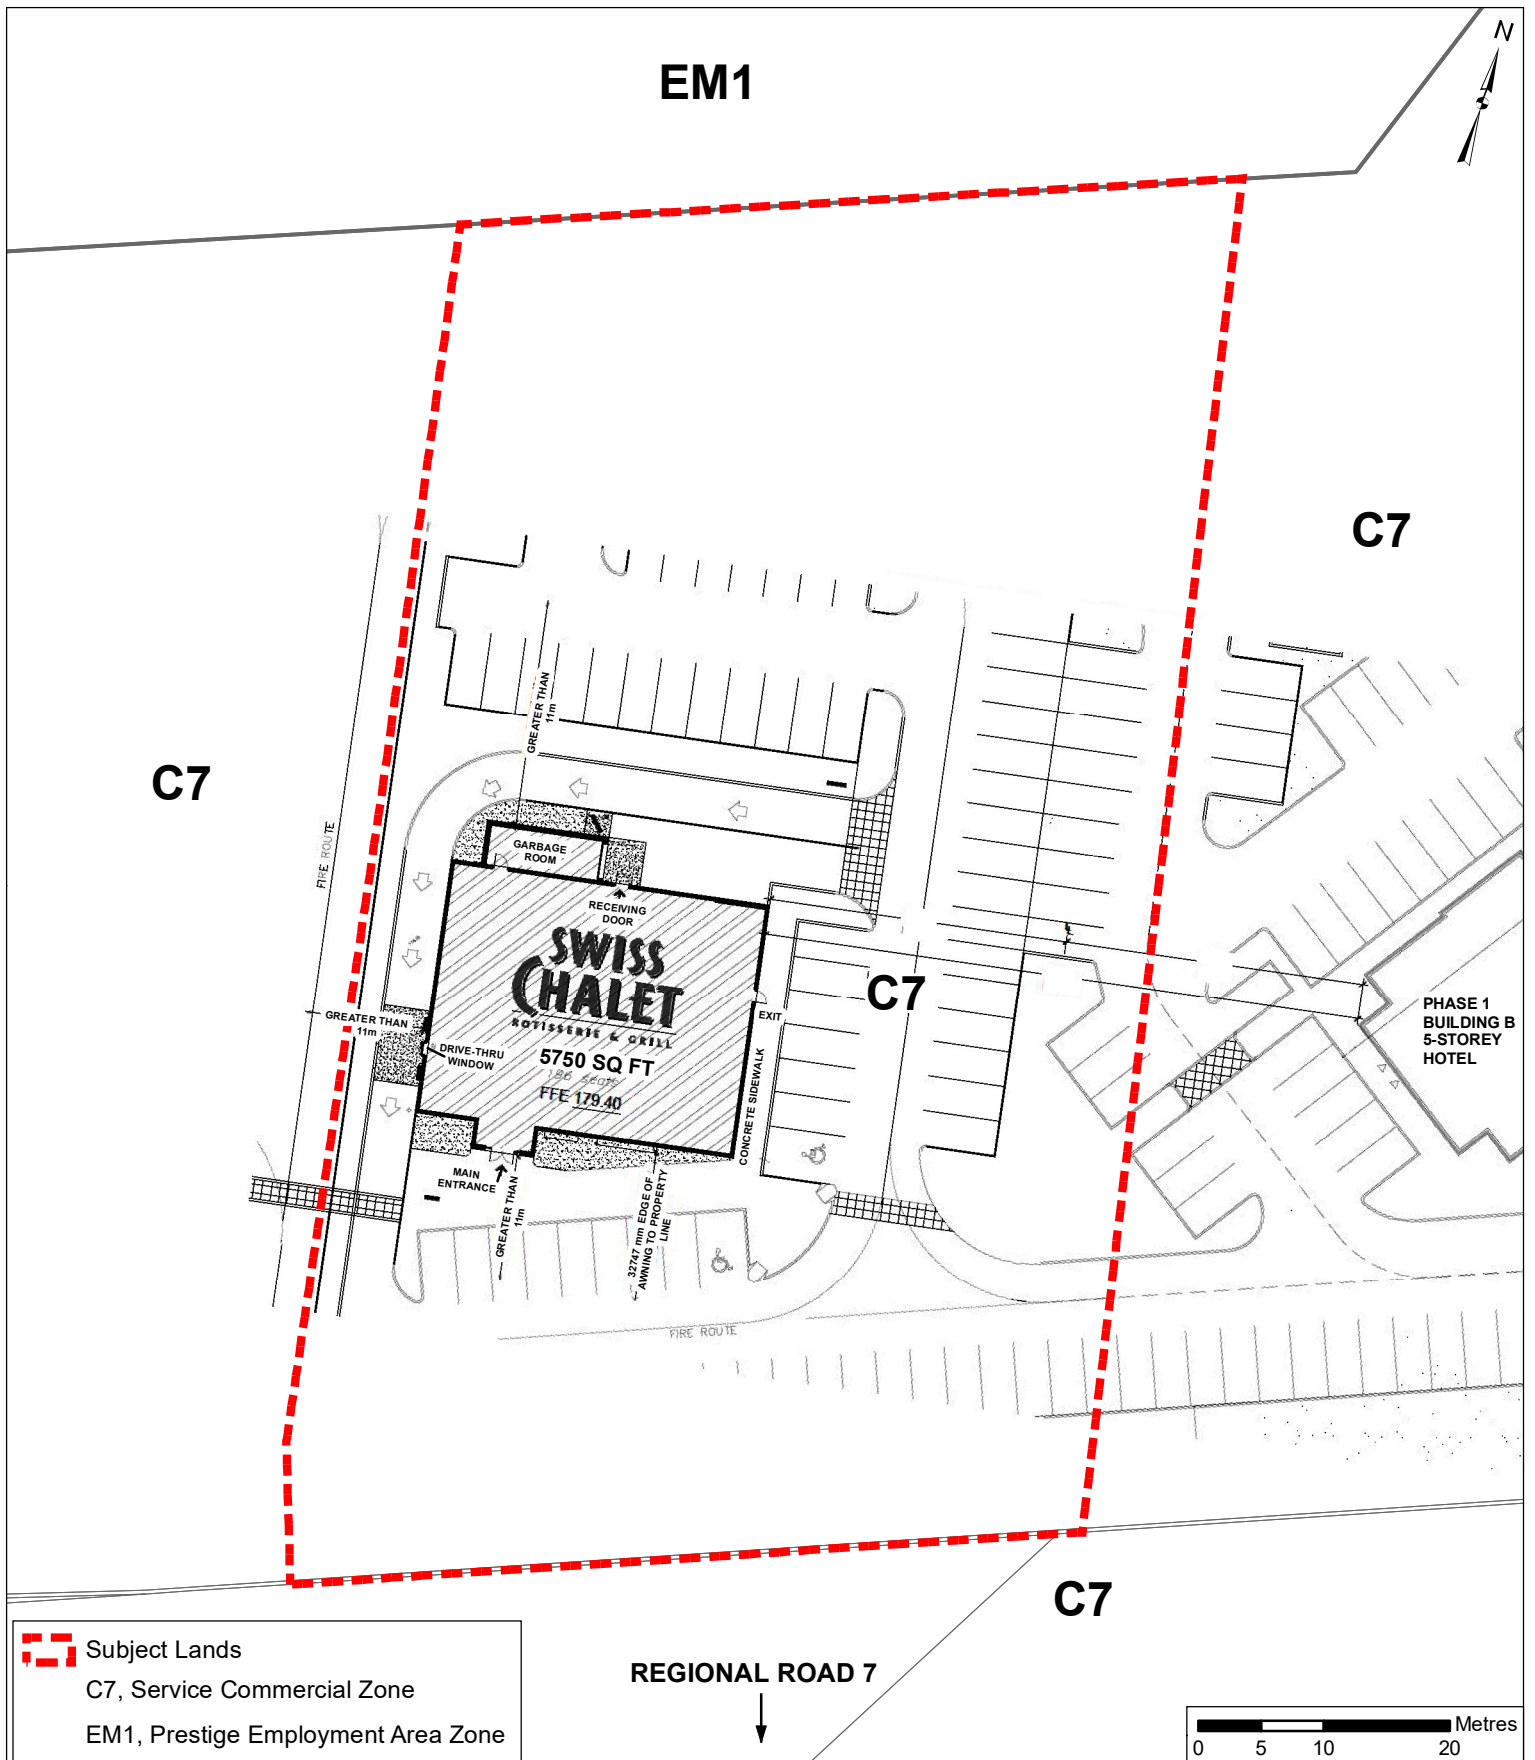 N
EM1
C7
C7
GREATER THAN
11m
FIRE ROUTE
GARBAGE
ROOM
RECEIVING
DOOR
SWISS
CHALET
ROTISSERIE & GRILL
5750 SQ FT
186 seats
FFE 179.40
C7
EXIT
GREATER THAN
11m
DRIVE-THRU
WINDOW
CONCRETE SIDEWALK
PHASE 1
BUILDING B
5-STOREY
HOTEL
MAIN
ENTRANCE
GREATER THAN
11m
32747 mm EDGE OF
AWNING TO PROPERTY
LINE
FIRE ROUTE
C7
Subject Lands
C7, Service Commercial Zone
EM1, Prestige Employment Area Zone
REGIONAL ROAD 7
Metres
0 5 10 20